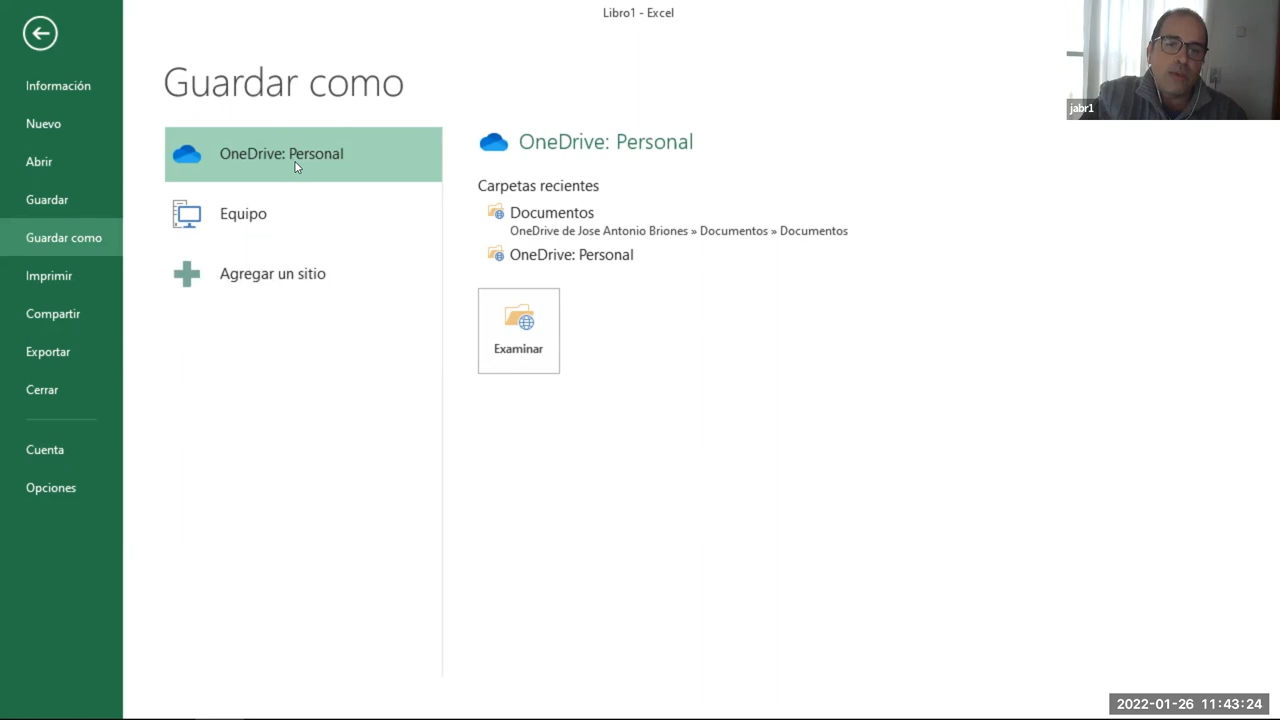 Libro1 - Excel
jabr1
Información
Nuevo
Abrir
Guardar
Guardar como
Imprimir
Compartir
Exportar
Cerrar
Cuenta
Opciones
Guardar como
OneDrive: Personal
Equipo
Agregar un sitio
OneDrive: Personal
Carpetas recientes
Documentos
OneDrive de Jose Antonio Briones » Documentos » Documentos
OneDrive: Personal
Examinar
2022-01-26 11:43:24